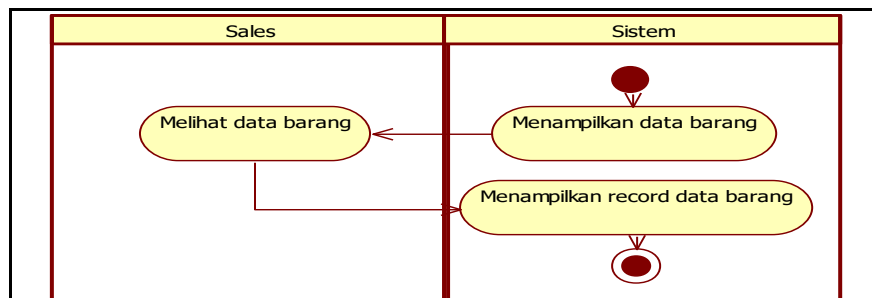 Sales
Sistem
Melihat data barang
Menampilkan data barang
Menampilkan record data barang